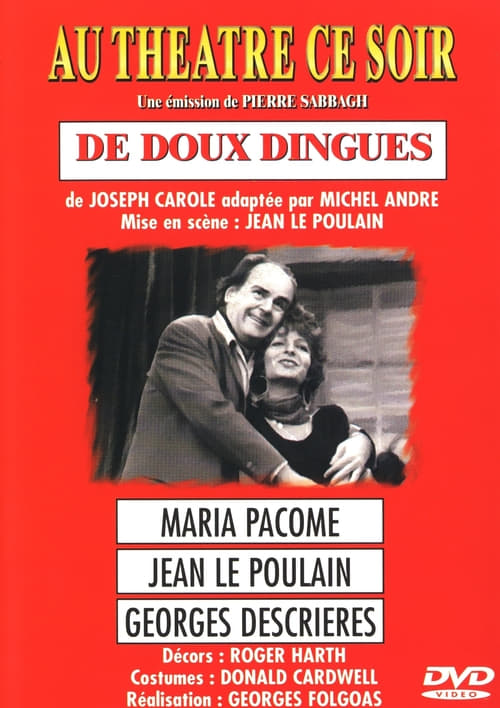 AU THEATRE CE SOIR
Une émission de PIERRE SABBAGH
DE DOUX DINGUES
de JOSEPH CAROLE adaptée par MICHEL ANDRE
Mise en scène : JEAN LE POULAIN
MARIA PACOME
JEAN LE POULAIN
GEORGES DESCRIERES
Décors : ROGER HARTH
Costumes : DONALD CARDWELL
Réalisation : GEORGES FOLGOAS
DVD
VIDEO